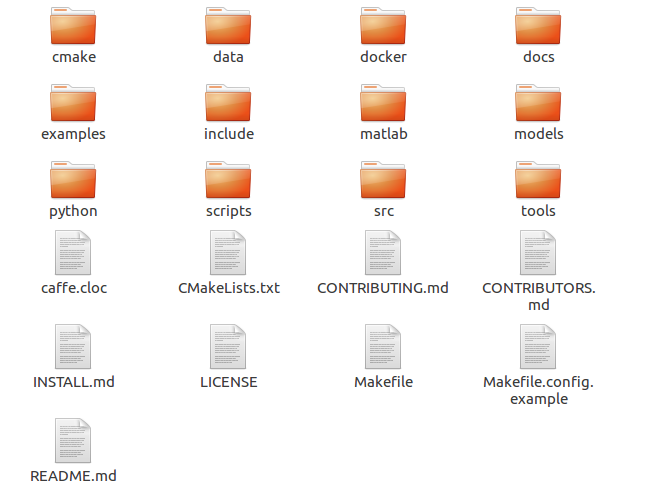 cmake data docker docs
examples include matlab models
python scripts src tools
caffe.cloc CMakeLists.txt CONTRIBUTING.md CONTRIBUTORS.
md
INSTALL.md LICENSE Makefile Makefile.config.
example
README.md